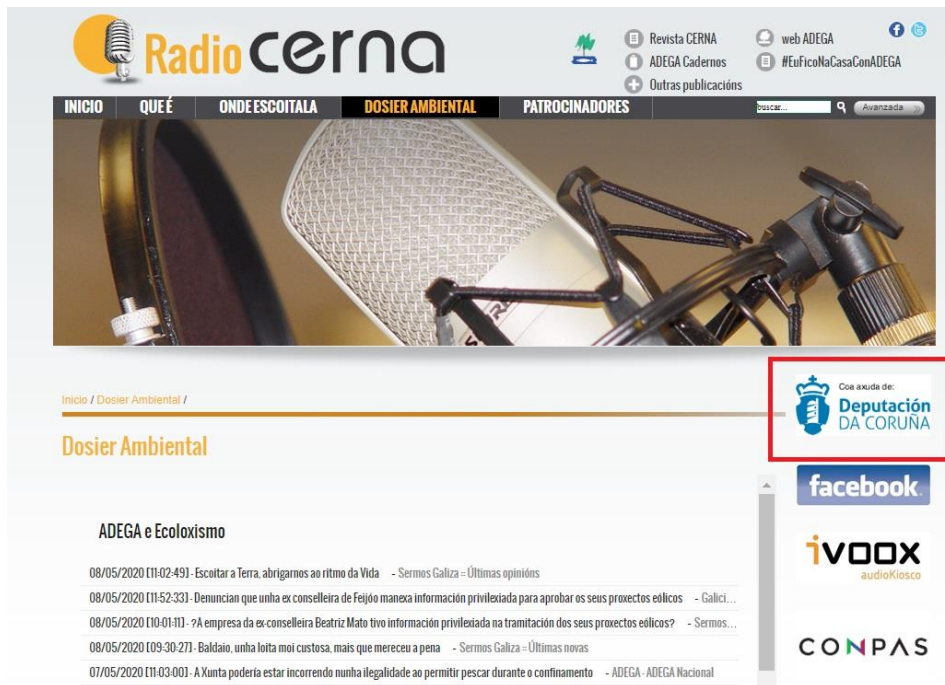 Radio cerna
Revista CERNA
ADEGA Cadernos
Outras publicacións
web ADEGA
#EuFicoNaCasaConADEGA
INICIO QUE É ONDE ESCOITALA DOSIER AMBIENTAL PATROCINADORES buscar... Avanzada
Inicio / Dosier Ambiental /
Dosier Ambiental
ADEGA e Ecoloxismo
08/05/2020 [11:02:49] - Escoitar a Terra, abrigarnos ao ritmo da Vida - Sermos Galiza :: Últimas opinións
08/05/2020 [11:52:33] - Denuncian que unha ex conselleira de Feijóo manexa información privilexiada para aprobar os seus proxectos eólicos - Galici...
08/05/2020 [10:01:11] - ?A empresa da ex-conselleira Beatriz Mato tivo información privilexiada na tramitación dos seus proxectos eólicos? - Sermos...
08/05/2020 [09:30:27] - Baldaio, unha loita moi custosa, mais que mereceu a pena - Sermos Galiza :: Últimas novas
07/05/2020 [11:03:00] - A Xunta podería estar incorrendo nunha ilegalidade ao permitir pescar durante o confinamento - ADEGA - ADEGA Nacional
Coa axuda de:
Deputación
DA CORUÑA
facebook
ivoox
audioKiosco
CONPAS